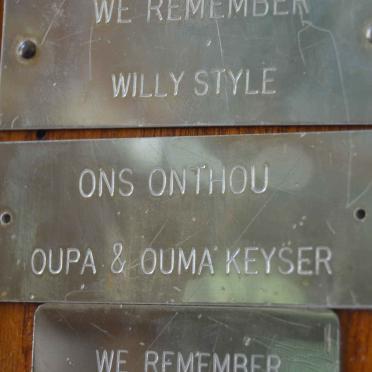 WE REMEMBER
WILLY STYLE
ONS ONTHOU
OUPA & OUMA KEYSER
WE REMEMBER